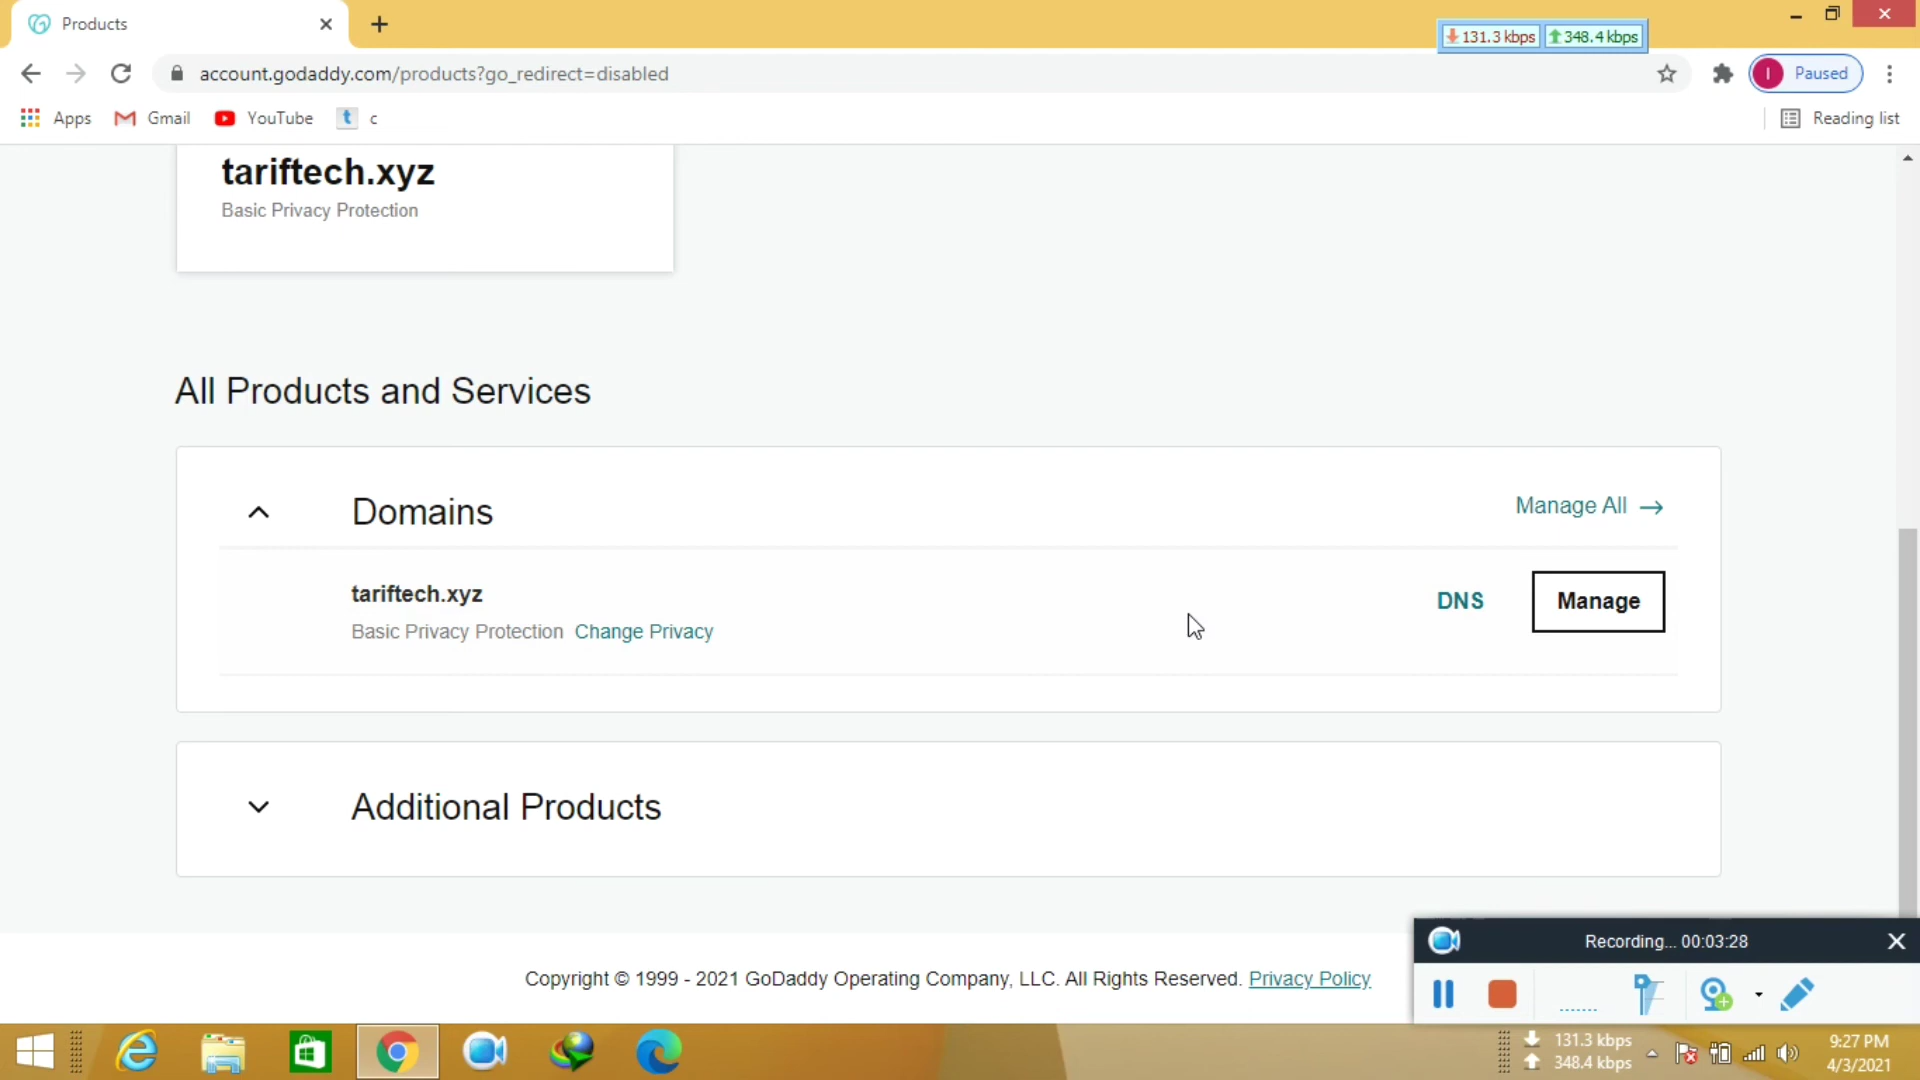 Products
131.3 kbps 348.4 kbps
account.godaddy.com/products?go_redirect=disabled
I Paused
Apps Gmail YouTube t c
Reading list
tariftech.xyz
Basic Privacy Protection
All Products and Services
Domains
Manage All →
tariftech.xyz
DNS
Manage
Basic Privacy Protection Change Privacy
Additional Products
Recording... 00:03:28
Copyright © 1999 - 2021 GoDaddy Operating Company, LLC. All Rights Reserved. Privacy Policy
131.3 kbps
348.4 kbps
9:27 PM
4/3/2021